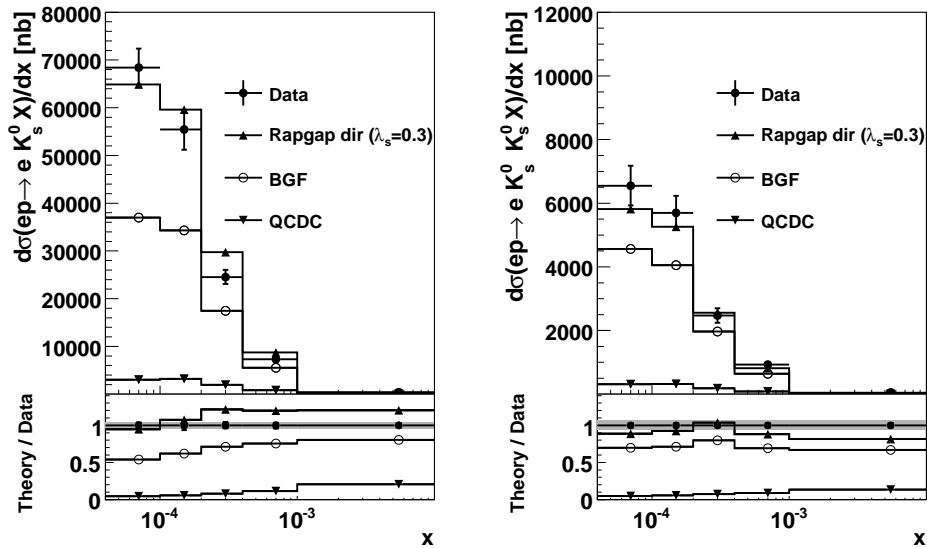 dσ(ep→ e K⁰ₛ X)/dx [nb]
80000
70000
60000
50000
40000
30000
20000
10000
Data
Rapgap dir (λₛ=0.3)
BGF
QCDC
Theory / Data
1
0.5
0
10⁻⁴
10⁻³
x
dσ(ep→ e K⁰ₛ K⁰ₛ X)/dx [nb]
12000
10000
8000
6000
4000
2000
Data
Rapgap dir (λₛ=0.3)
BGF
QCDC
Theory / Data
1
0.5
0
10⁻⁴
10⁻³
x